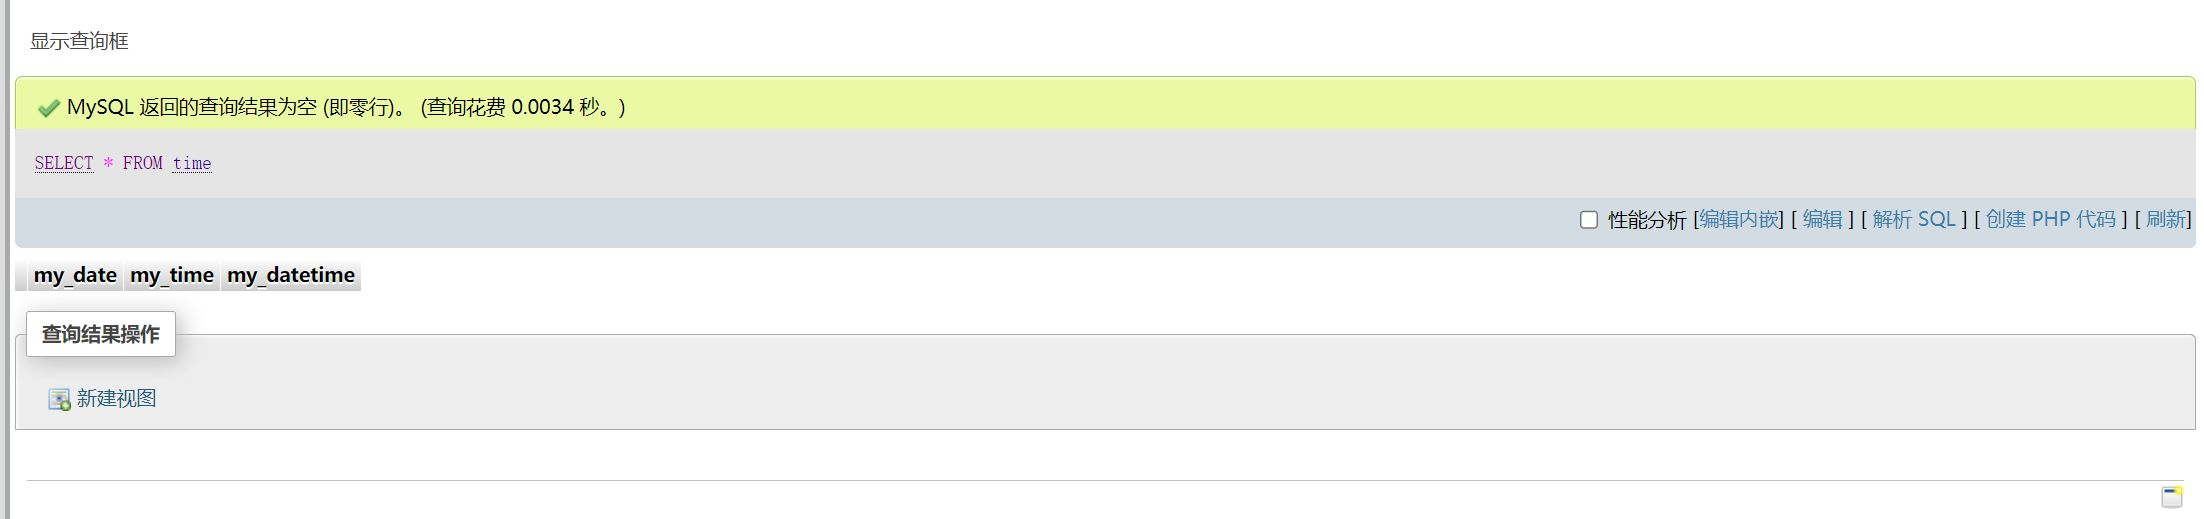 显示查询框
MySQL 返回的查询结果为空 (即零行)。 (查询花费 0.0034 秒。)
SELECT * FROM time
性能分析 [编辑内嵌] [ 编辑 ] [ 解析 SQL ] [ 创建 PHP 代码 ] [ 刷新]
my_date my_time my_datetime
查询结果操作
新建视图